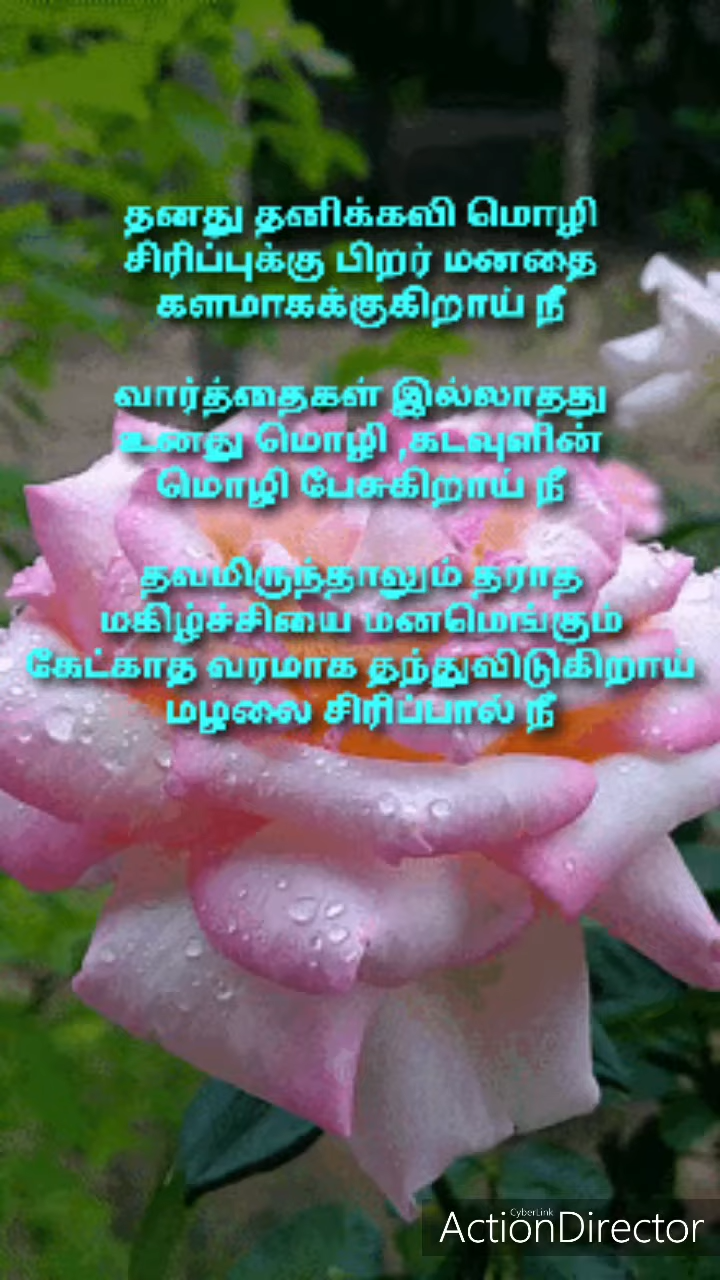 தனது தனிக்கவி மொழி
சிரிப்புக்கு பிறர் மனதை
களமாகக்குகிறாய் நீ
வார்த்தைகள் இல்லாதது
உனது மொழி ,கடவுளின்
மொழி பேசுகிறாய் நீ
தவமிருந்தாலும் தராத
மகிழ்ச்சியை மனமெங்கும்
கேட்காத வரமாக தந்துவிடுகிறாய்
மழலை சிரிப்பால் நீ
CyberLink
ActionDirector